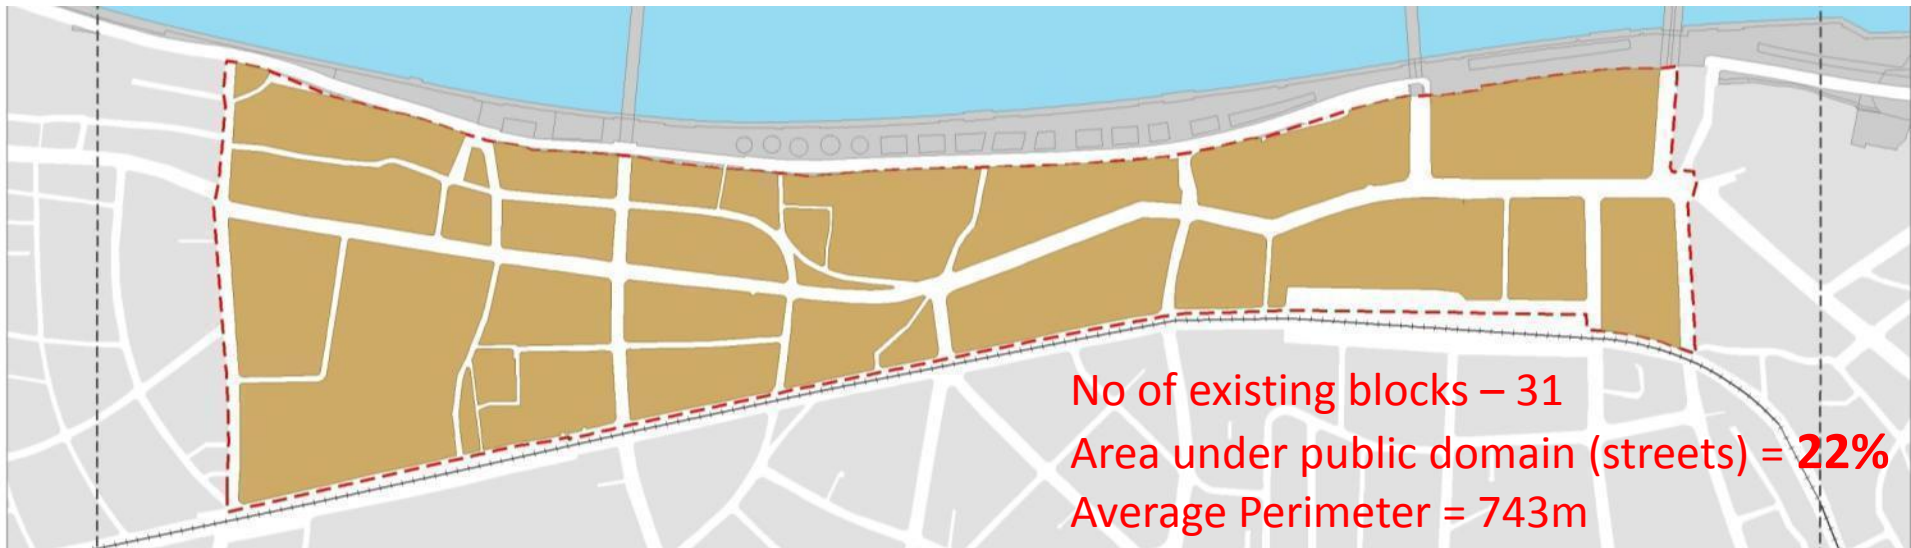 No of existing blocks – 31
Area under public domain (streets) = 22%
Average Perimeter = 743m